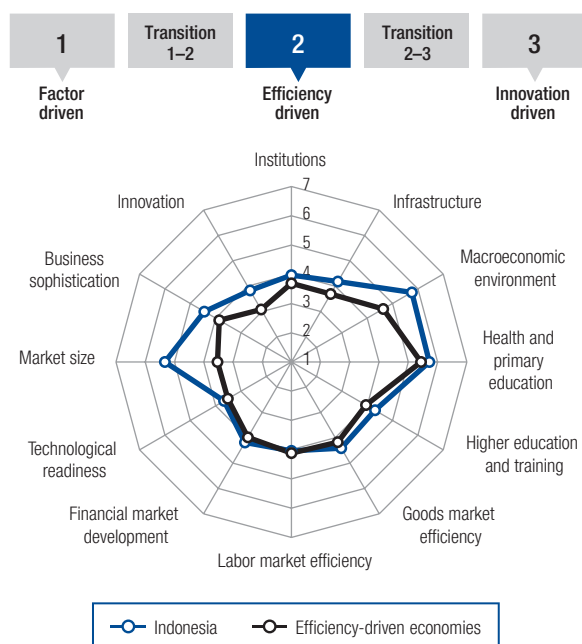 1
Transition
1–2
2
Transition
2–3
3
Factor
driven
Efficiency
driven
Innovation
driven
Institutions
Infrastructure
Macroeconomic
environment
Health and
primary
education
Higher education
and training
Goods market
efficiency
Labor market efficiency
Financial market
development
Technological
readiness
Market size
Business
sophistication
Innovation
7
6
5
4
3
2
1
Indonesia
Efficiency-driven economies